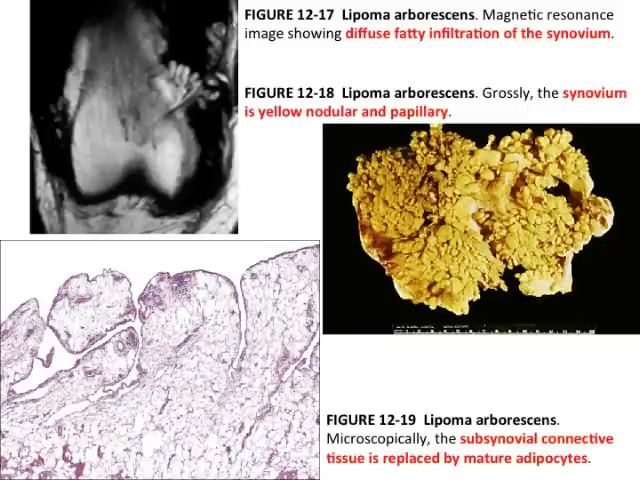 FIGURE 12-17 Lipoma arborescens. Magnetic resonance
image showing diffuse fatty infiltration of the synovium.
FIGURE 12-18 Lipoma arborescens. Grossly, the synovium
is yellow nodular and papillary.
FIGURE 12-19 Lipoma arborescens.
Microscopically, the subsynovial connective
tissue is replaced by mature adipocytes.